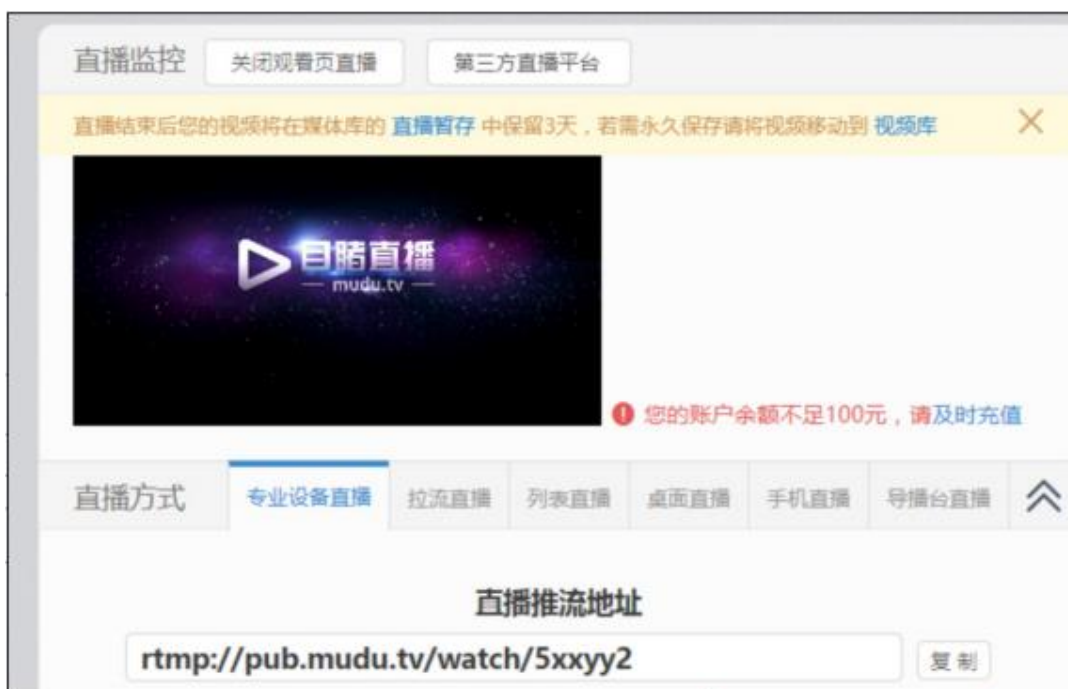 直播监控 关闭观看页直播 第三方直播平台
直播结束后您的视频将在媒体库的 直播暂存 中保留3天，若需永久保存请将视频移动到 视频库
目睹直播
mudu.tv
您的账户余额不足100元，请及时充值
直播方式 专业设备直播 拉流直播 列表直播 桌面直播 手机直播 导播台直播
直播推流地址
rtmp://pub.mudu.tv/watch/5xxyy2 复制